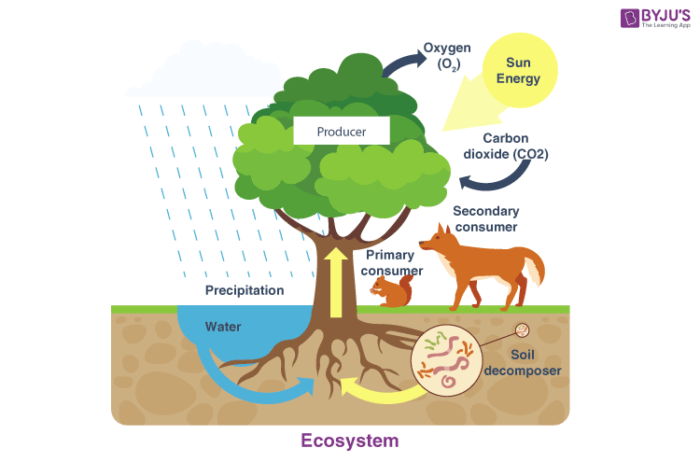 BYJU'S
The Learning App
Oxygen
(O₂)
Sun
Energy
Producer
Carbon
dioxide (CO2)
Secondary
consumer
Primary
consumer
Precipitation
Water
Soil
decomposer
Ecosystem